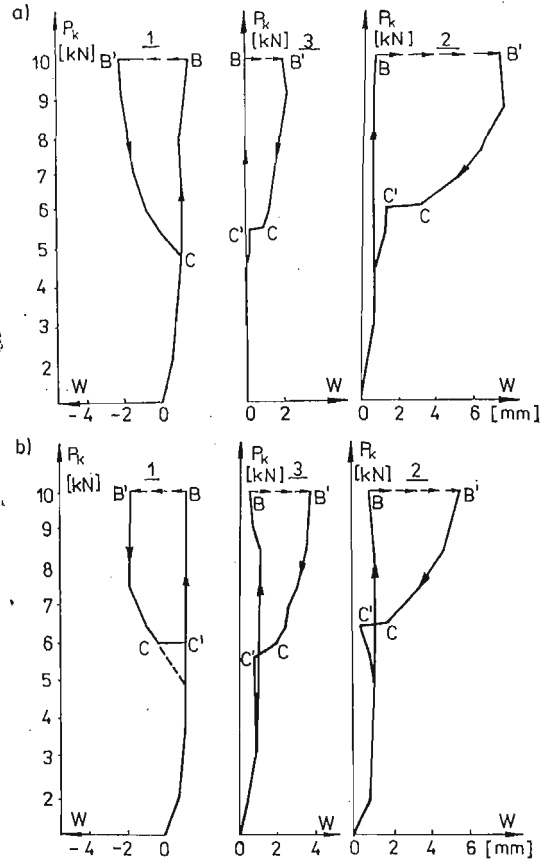 a)
P_k [kN] 1
P_k [kN] 3
P_k [kN] 2
10 B' B
B B'
B B'
9
8
7
6 C' C
5 C
C' C
4
3
2
W
W
W
-4 -2 0
0 2
0 2 4 6 [mm]
b)
P_k [kN] 1
P_k [kN] 3
P_k [kN] 2
10 B' B
B B'
B B'
9
8
7
6 C C'
C' C
C' C
5
4
3
2
W
W
W
-4 -2 0
0 2 4
0 2 4 6 [mm]